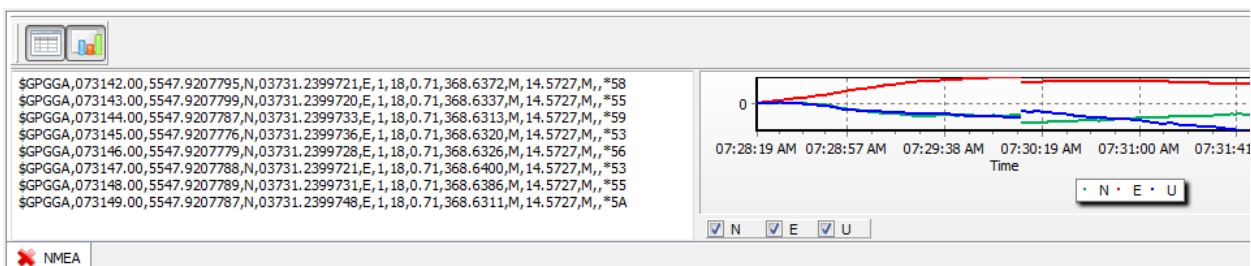 $GPGGA,073142.00,5547.9207795,N,03731.2399721,E,1,18,0.71,368.6372,M,14.5727,M,,*58
$GPGGA,073143.00,5547.9207799,N,03731.2399720,E,1,18,0.71,368.6337,M,14.5727,M,,*55
$GPGGA,073144.00,5547.9207787,N,03731.2399733,E,1,18,0.71,368.6313,M,14.5727,M,,*59
$GPGGA,073145.00,5547.9207776,N,03731.2399736,E,1,18,0.71,368.6320,M,14.5727,M,,*53
$GPGGA,073146.00,5547.9207779,N,03731.2399728,E,1,18,0.71,368.6326,M,14.5727,M,,*56
$GPGGA,073147.00,5547.9207788,N,03731.2399721,E,1,18,0.71,368.6400,M,14.5727,M,,*53
$GPGGA,073148.00,5547.9207789,N,03731.2399731,E,1,18,0.71,368.6386,M,14.5727,M,,*55
$GPGGA,073149.00,5547.9207787,N,03731.2399748,E,1,18,0.71,368.6311,M,14.5727,M,,*5A
0
07:28:19 AM 07:28:57 AM 07:29:38 AM 07:30:19 AM 07:31:00 AM 07:31:41
Time
N E U
N E U
NMEA